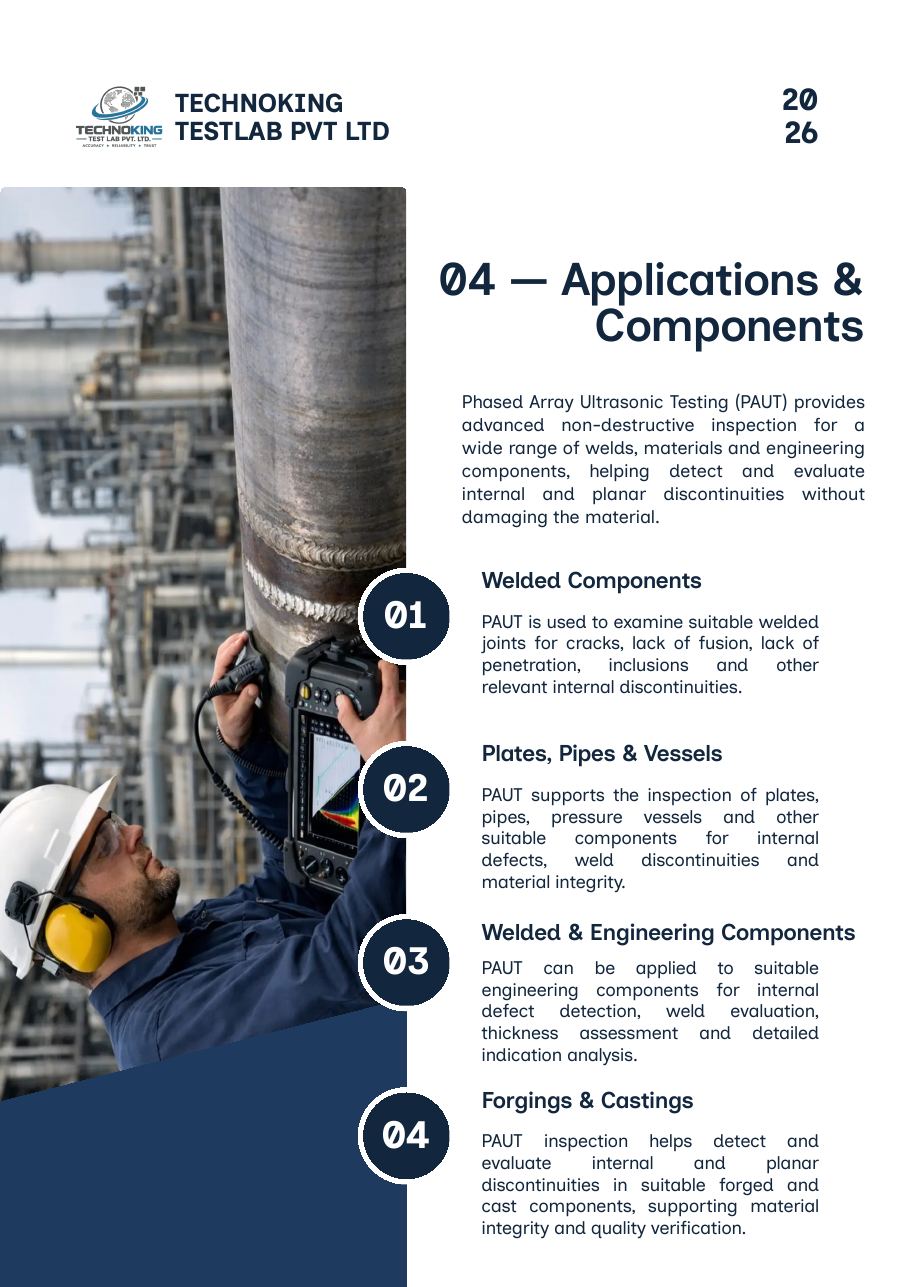 TECHNOKING
TEST LAB PVT. LTD.
ACCURACY • RELIABILITY • TRUST
TECHNOKING
TESTLAB PVT LTD
20
26
04 — Applications &
Components
Phased Array Ultrasonic Testing (PAUT) provides
advanced non-destructive inspection for a
wide range of welds, materials and engineering
components, helping detect and evaluate
internal and planar discontinuities without
damaging the material.
01
Welded Components
PAUT is used to examine suitable welded
joints for cracks, lack of fusion, lack of
penetration, inclusions and other
relevant internal discontinuities.
02
Plates, Pipes & Vessels
PAUT supports the inspection of plates,
pipes, pressure vessels and other
suitable components for internal
defects, weld discontinuities and
material integrity.
03
Welded & Engineering Components
PAUT can be applied to suitable
engineering components for internal
defect detection, weld evaluation,
thickness assessment and detailed
indication analysis.
04
Forgings & Castings
PAUT inspection helps detect and
evaluate internal and planar
discontinuities in suitable forged and
cast components, supporting material
integrity and quality verification.